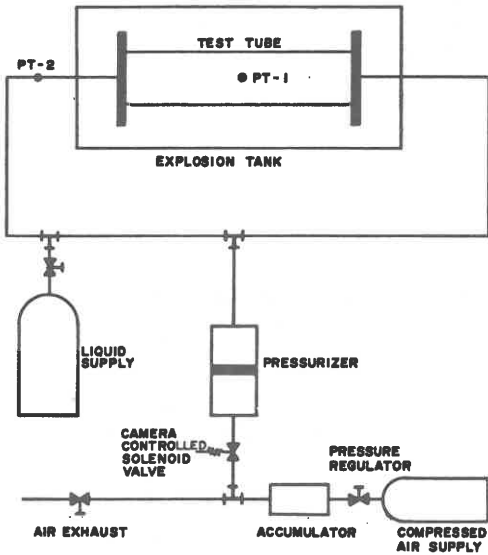 TEST TUBE
PT-2
PT-1
EXPLOSION TANK
LIQUID
SUPPLY
PRESSURIZER
CAMERA
CONTROLLED
SOLENOID
VALVE
PRESSURE
REGULATOR
AIR EXHAUST
ACCUMULATOR
COMPRESSED
AIR SUPPLY